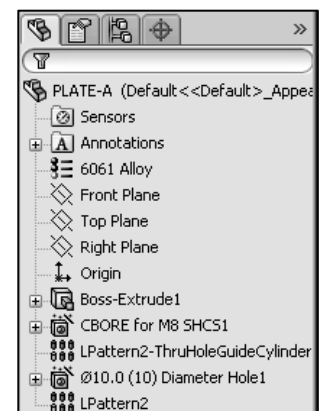 »
PLATE-A (Default<<Default>_Appea
Sensors
A Annotations
6061 Alloy
Front Plane
Top Plane
Right Plane
Origin
Boss-Extrude1
CBORE for M8 SHCS1
LPattern2-ThruHoleGuideCylinder
Ø10.0 (10) Diameter Hole1
LPattern2